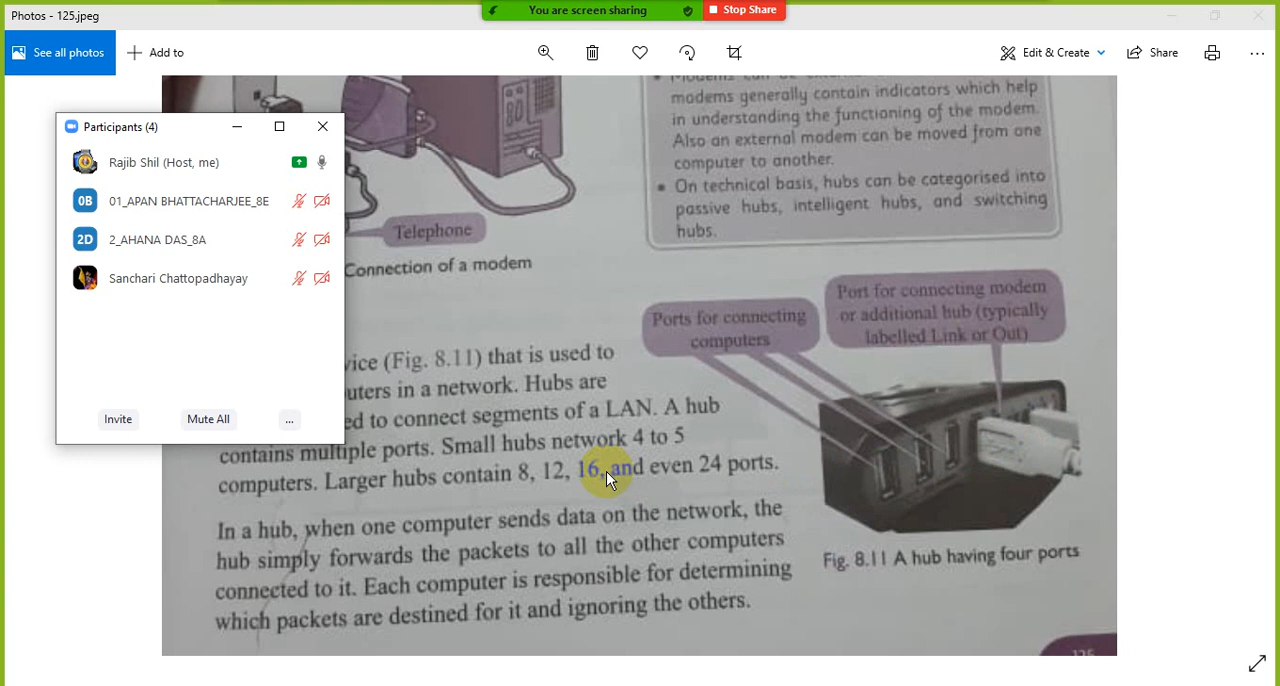 Photos - 125.jpeg
You are screen sharing
Stop Share
See all photos
Add to
Edit & Create
Share
Participants (4)
Rajib Shil (Host, me)
0B 01_APAN BHATTACHARJEE_8E
2D 2_AHANA DAS_8A
Sanchari Chattopadhayay
Invite
Mute All
...
modems generally contain indicators which help
in understanding the functioning of the modem.
Also an external modem can be moved from one
computer to another.
• On technical basis, hubs can be categorised into
passive hubs, intelligent hubs, and switching
hubs.
Telephone
Connection of a modem
Ports for connecting
computers
Port for connecting modem
or additional hub (typically
labelled Link or Out)
(Fig. 8.11) that is used to
in a network. Hubs are
to connect segments of a LAN. A hub
contains multiple ports. Small hubs network 4 to 5
computers. Larger hubs contain 8, 12, 16, and even 24 ports.
In a hub, when one computer sends data on the network, the
hub simply forwards the packets to all the other computers
connected to it. Each computer is responsible for determining
which packets are destined for it and ignoring the others.
Fig. 8.11 A hub having four ports